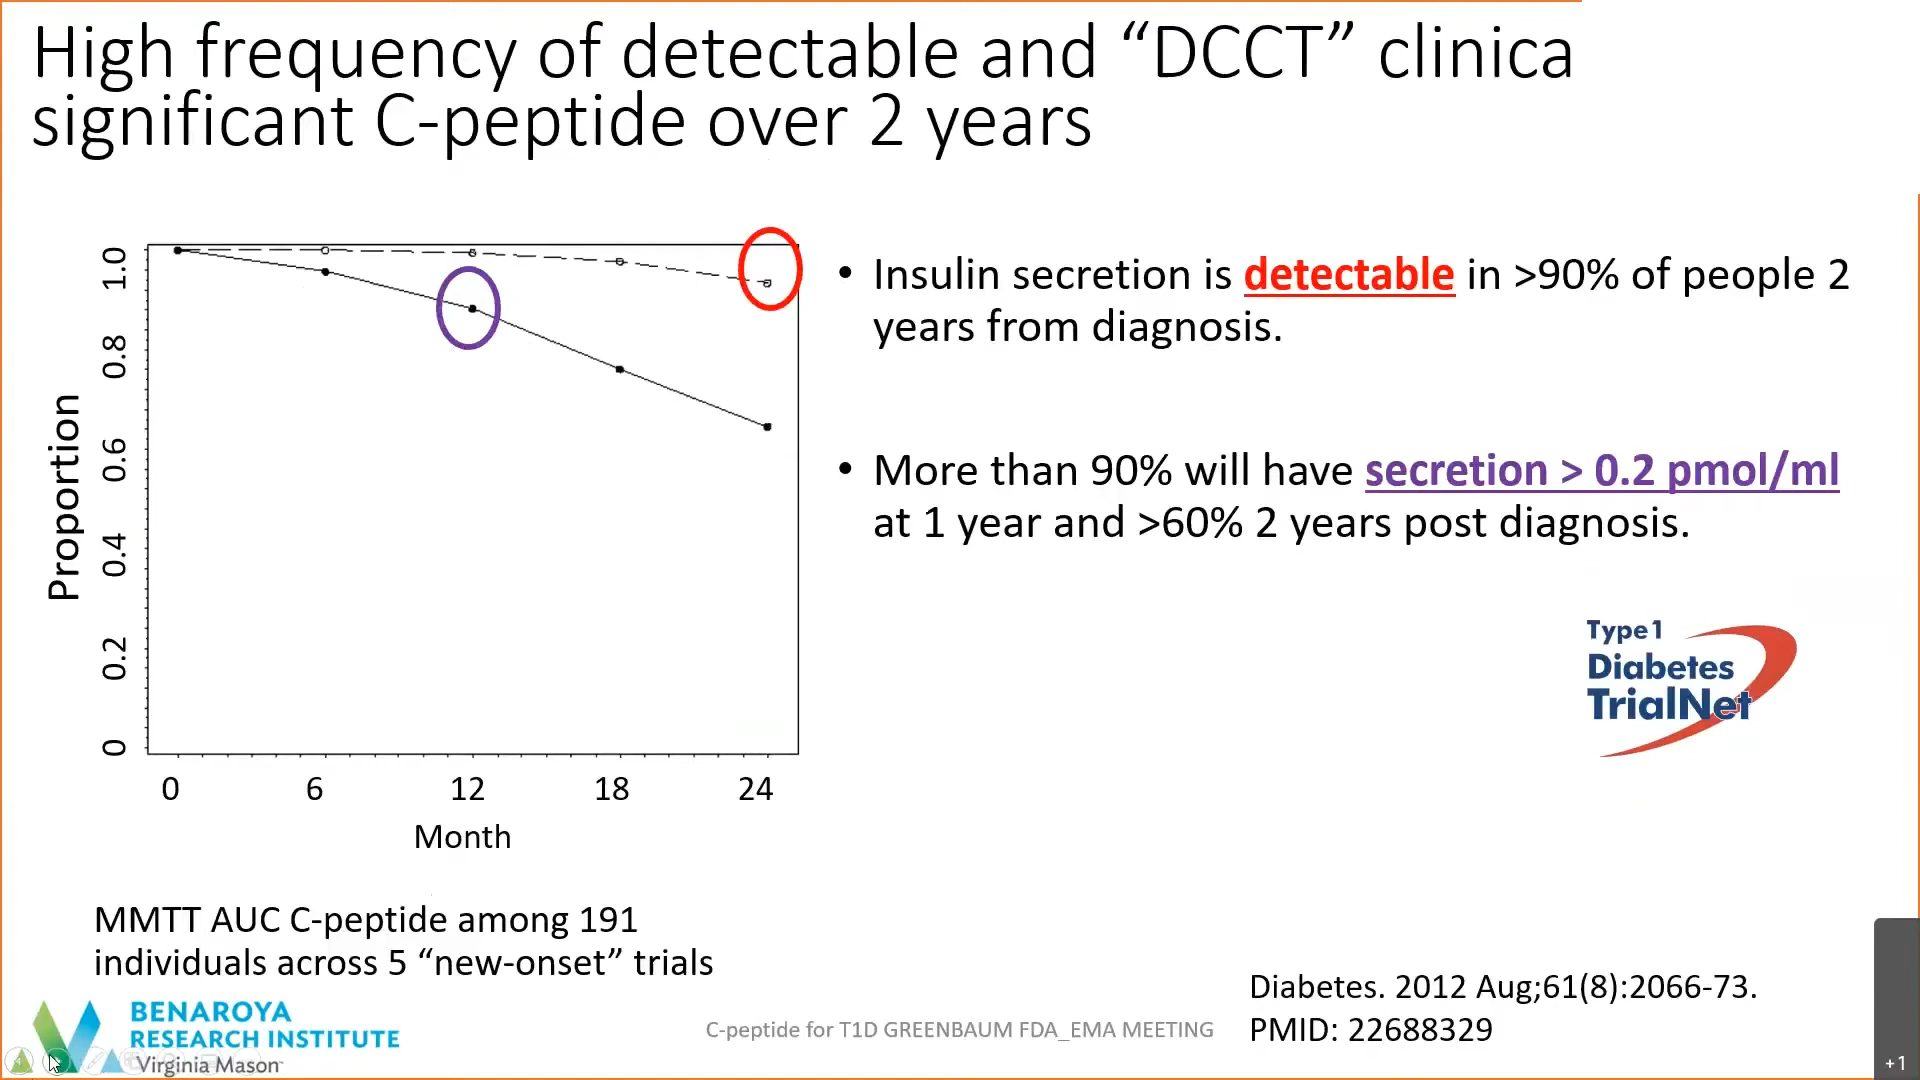 High frequency of detectable and “DCCT” clinica
significant C-peptide over 2 years
1.0
0.8
0.6
0.4
0.2
0
Proportion
0 6 12 18 24
Month
• Insulin secretion is detectable in >90% of people 2
years from diagnosis.
• More than 90% will have secretion > 0.2 pmol/ml
at 1 year and >60% 2 years post diagnosis.
Type1
Diabetes
TrialNet
MMTT AUC C-peptide among 191
individuals across 5 “new-onset” trials
BENAROYA
RESEARCH INSTITUTE
Virginia Mason
C-peptide for T1D GREENBAUM FDA_EMA MEETING
Diabetes. 2012 Aug;61(8):2066-73.
PMID: 22688329
+1